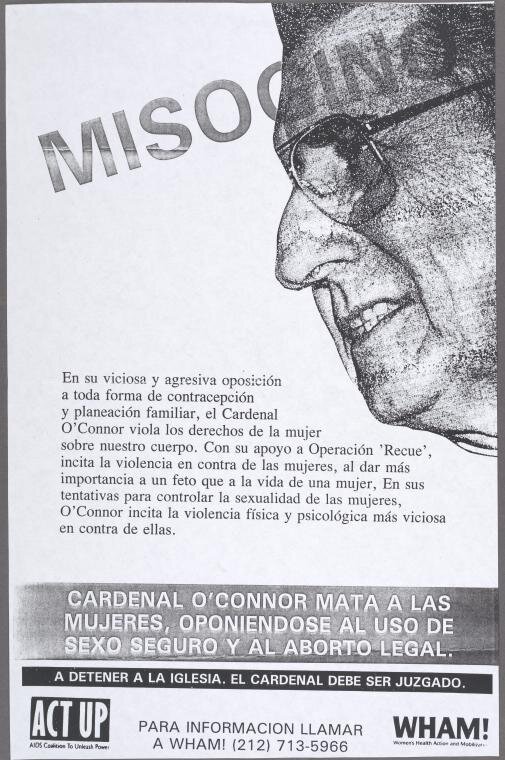 MISOGINO
En su viciosa y agresiva oposición
a toda forma de contracepción
y planeación familiar, el Cardenal
O'Connor viola los derechos de la mujer
sobre nuestro cuerpo. Con su apoyo a Operación 'Recue',
incita la violencia en contra de las mujeres, al dar más
importancia a un feto que a la vida de una mujer, En sus
tentativas para controlar la sexualidad de las mujeres,
O'Connor incita la violencia física y psicológica más viciosa
en contra de ellas.
CARDENAL O'CONNOR MATA A LAS
MUJERES, OPONIENDOSE AL USO DE
SEXO SEGURO Y AL ABORTO LEGAL.
A DETENER A LA IGLESIA. EL CARDENAL DEBE SER JUZGADO.
ACT UP
AIDS Coalition To Unleash Power
PARA INFORMACION LLAMAR
A WHAM! (212) 713-5966
WHAM!
Women's Health Action and Mobilization